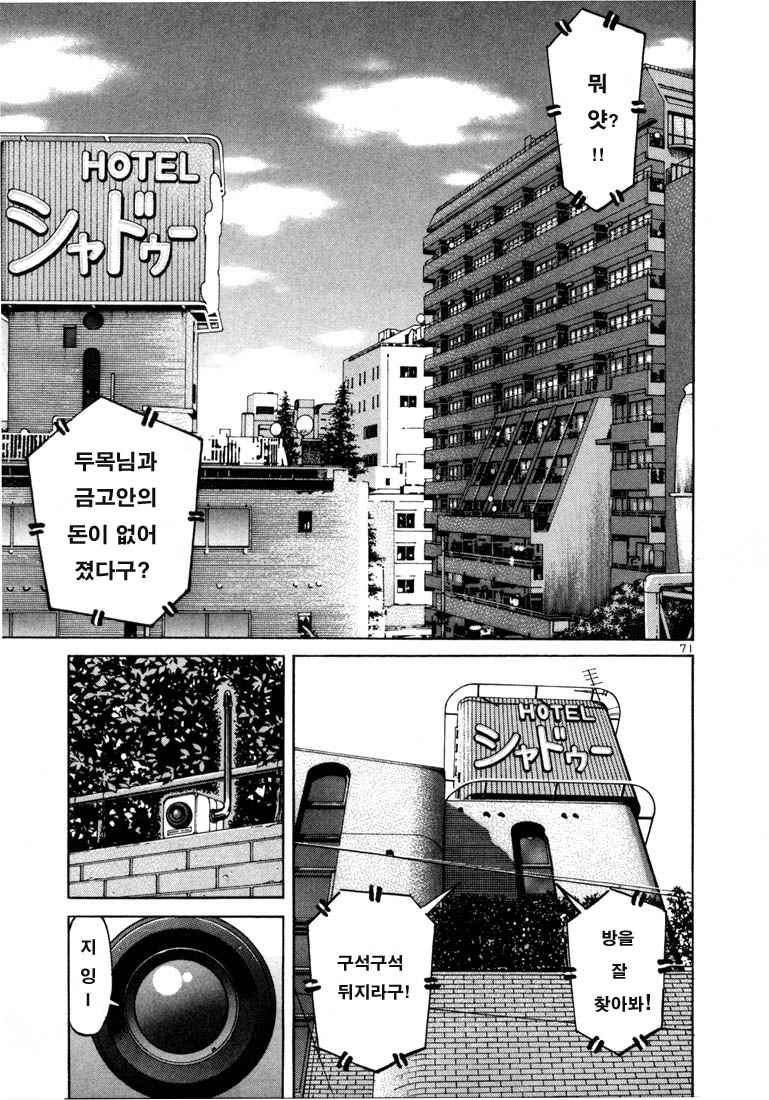 뭐
얏?
!!
HOTEL
シャドゥー
두목님과
금고안의
돈이 없어
졌다구?
71
HOTEL
シャドゥー
방을
잘
찾아봐!
구석구석
뒤지라구!
지
잉
ー